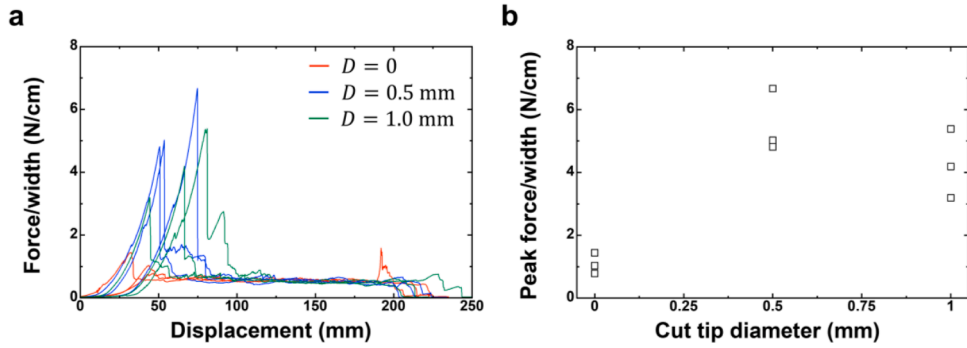 a
b
8
6
4
2
0
Force/width (N/cm)
D = 0
D = 0.5 mm
D = 1.0 mm
0 50 100 150 200 250
Displacement (mm)
8
6
4
2
0
Peak force/width (N/cm)
0 0.25 0.5 0.75 1
Cut tip diameter (mm)